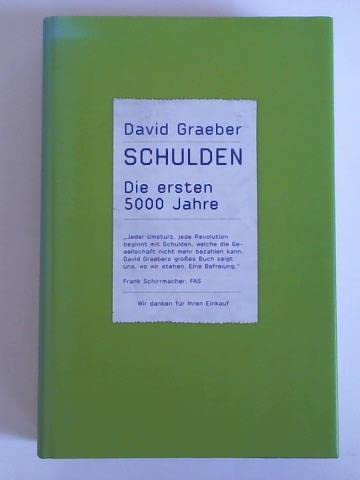 David Graeber
SCHULDEN
Die ersten
5000 Jahre
„Jeder Umsturz, jede Revolution
beginnt mit Schulden, welche die Ge-
sellschaft nicht mehr bezahlen kann.
David Graebers großes Buch zeigt
uns, wo wir stehen. Eine Befreiung.“
Frank Schirrmacher, FAS
Wir danken für Ihren Einkauf